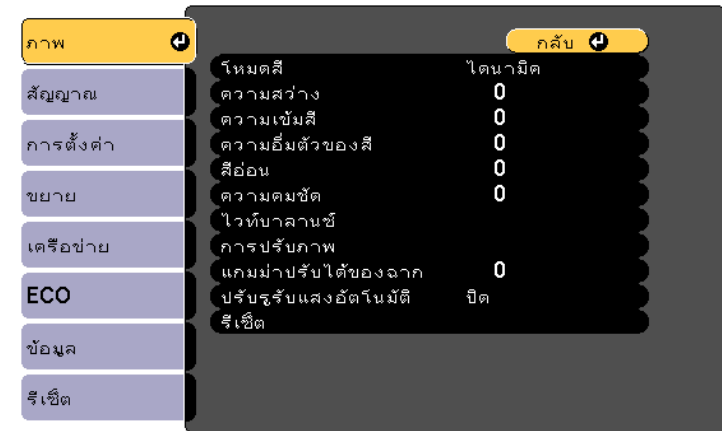 ภาพ
สัญญาณ
การตั้งค่า
ขยาย
เครือข่าย
ECO
ข้อมูล
รีเซ็ต
กลับ
โหมดสี ไดนามิค
ความสว่าง 0
ความเข้มสี 0
ความอิ่มตัวของสี 0
สีอ่อน 0
ความคมชัด 0
ไวท์บาลานซ์
การปรับภาพ
แกมม่าปรับได้ของฉาก 0
ปรับรูรับแสงอัตโนมัติ ปิด
รีเซ็ต